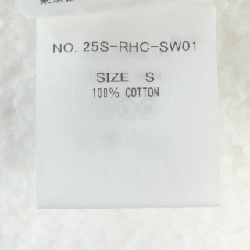 NO. 25S-RHC-SW01
SIZE S
100% COTTON